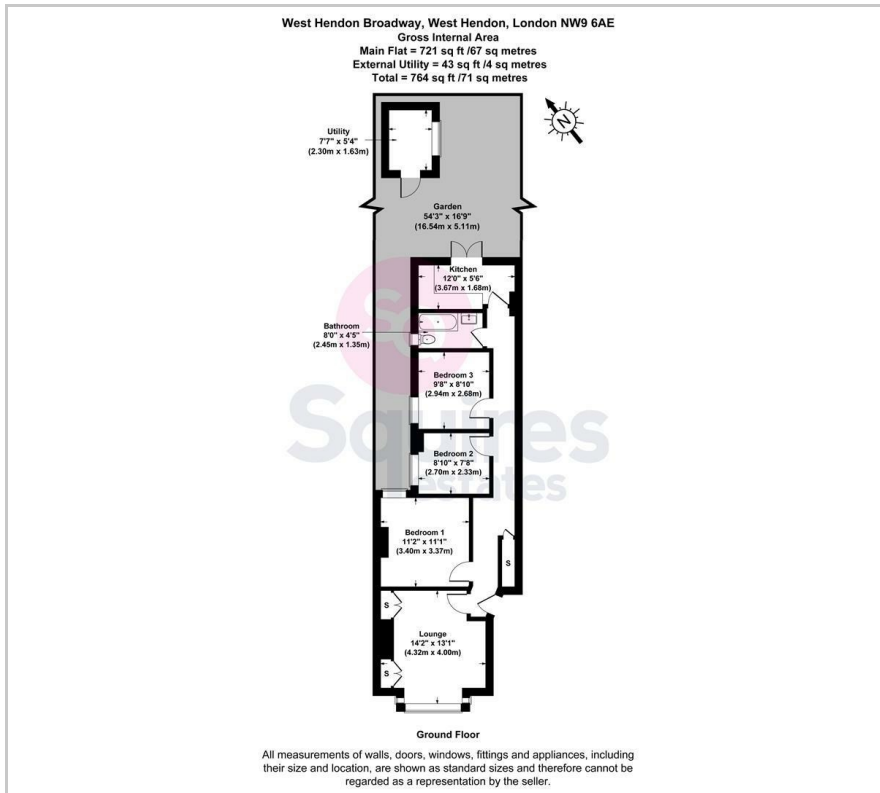 West Hendon Broadway, West Hendon, London NW9 6AE
Gross Internal Area
Main Flat = 721 sq ft /67 sq metres
External Utility = 43 sq ft /4 sq metres
Total = 764 sq ft /71 sq metres
N
Utility
7'7" x 5'4"
(2.30m x 1.63m)
Garden
54'3" x 16'9"
(16.54m x 5.11m)
Kitchen
12'0" x 5'6"
(3.67m x 1.68m)
Bathroom
8'0" x 4'5"
(2.45m x 1.35m)
Bedroom 3
9'8" x 8'10"
(2.94m x 2.68m)
Squires
estates
Bedroom 2
8'10" x 7'8"
(2.70m x 2.33m)
Bedroom 1
11'2" x 11'1"
(3.40m x 3.37m)
S
S
Lounge
14'2" x 13'1"
(4.32m x 4.00m)
S
Ground Floor
All measurements of walls, doors, windows, fittings and appliances, including
their size and location, are shown as standard sizes and therefore cannot be
regarded as a representation by the seller.